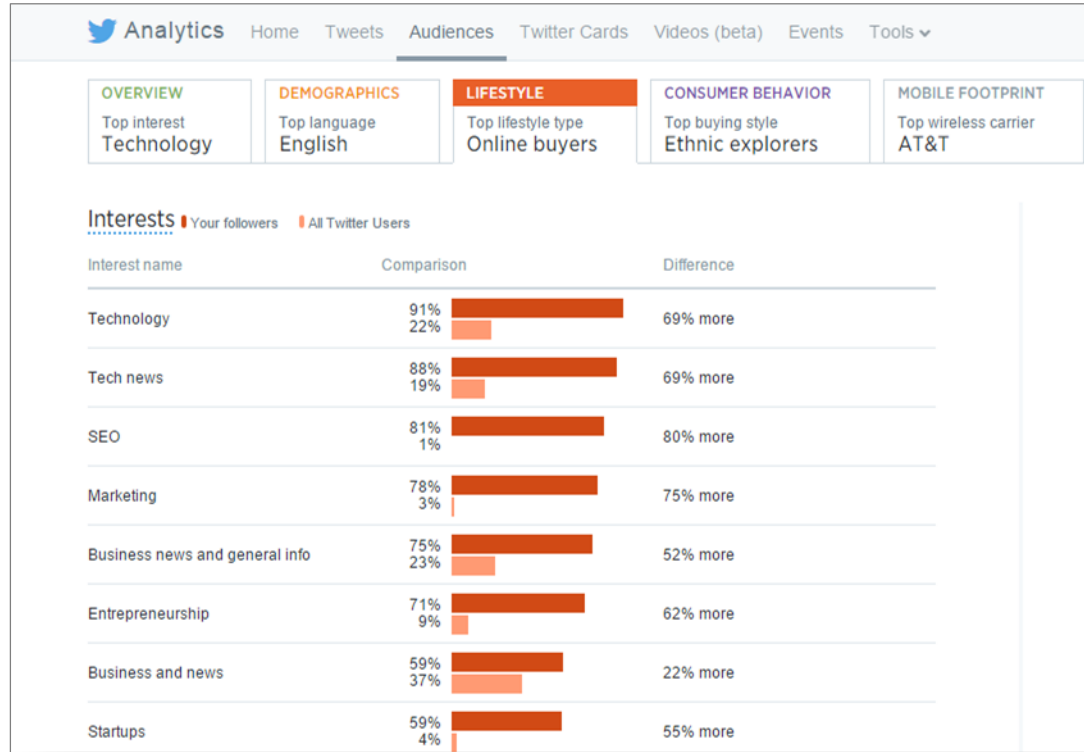 Analytics Home Tweets Audiences Twitter Cards Videos (beta) Events Tools
OVERVIEW
Top interest
Technology
DEMOGRAPHICS
Top language
English
LIFESTYLE
Top lifestyle type
Online buyers
CONSUMER BEHAVIOR
Top buying style
Ethnic explorers
MOBILE FOOTPRINT
Top wireless carrier
AT&T
Interests Your followers All Twitter Users
Interest name Comparison Difference
Technology 91% 69% more
22%
Tech news 88% 69% more
19%
SEO 81% 80% more
1%
Marketing 78% 75% more
3%
Business news and general info 75% 52% more
23%
Entrepreneurship 71% 62% more
9%
Business and news 59% 22% more
37%
Startups 59% 55% more
4%